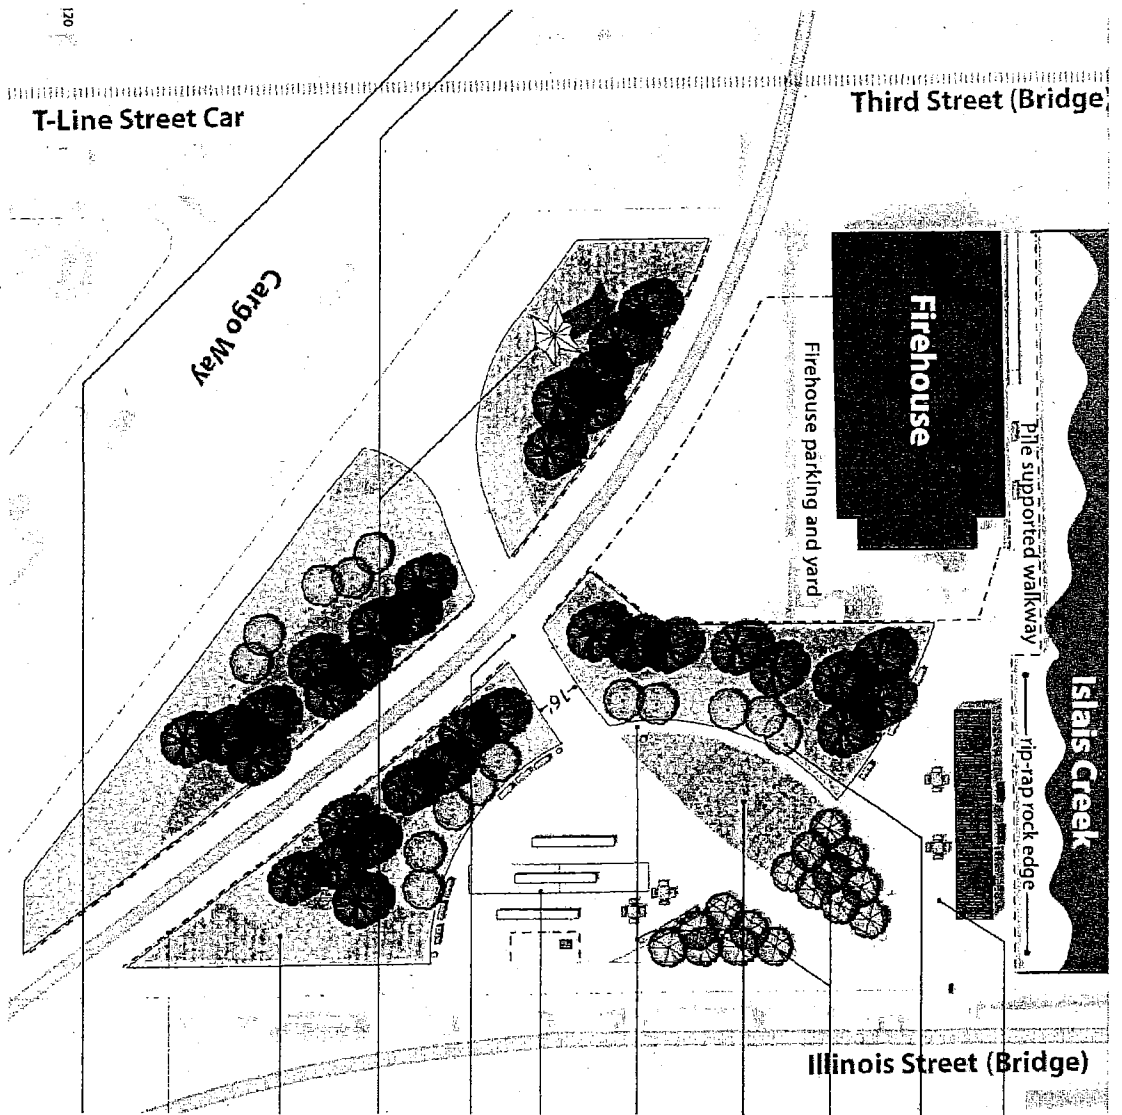 120
T-Line Street Car
Third Street (Bridge)
Cargo Way
Firehouse
Firehouse parking and yard
Pile supported walkway
Islais Creek
rip-rap rock edge
16'
Illinois Street (Bridge)